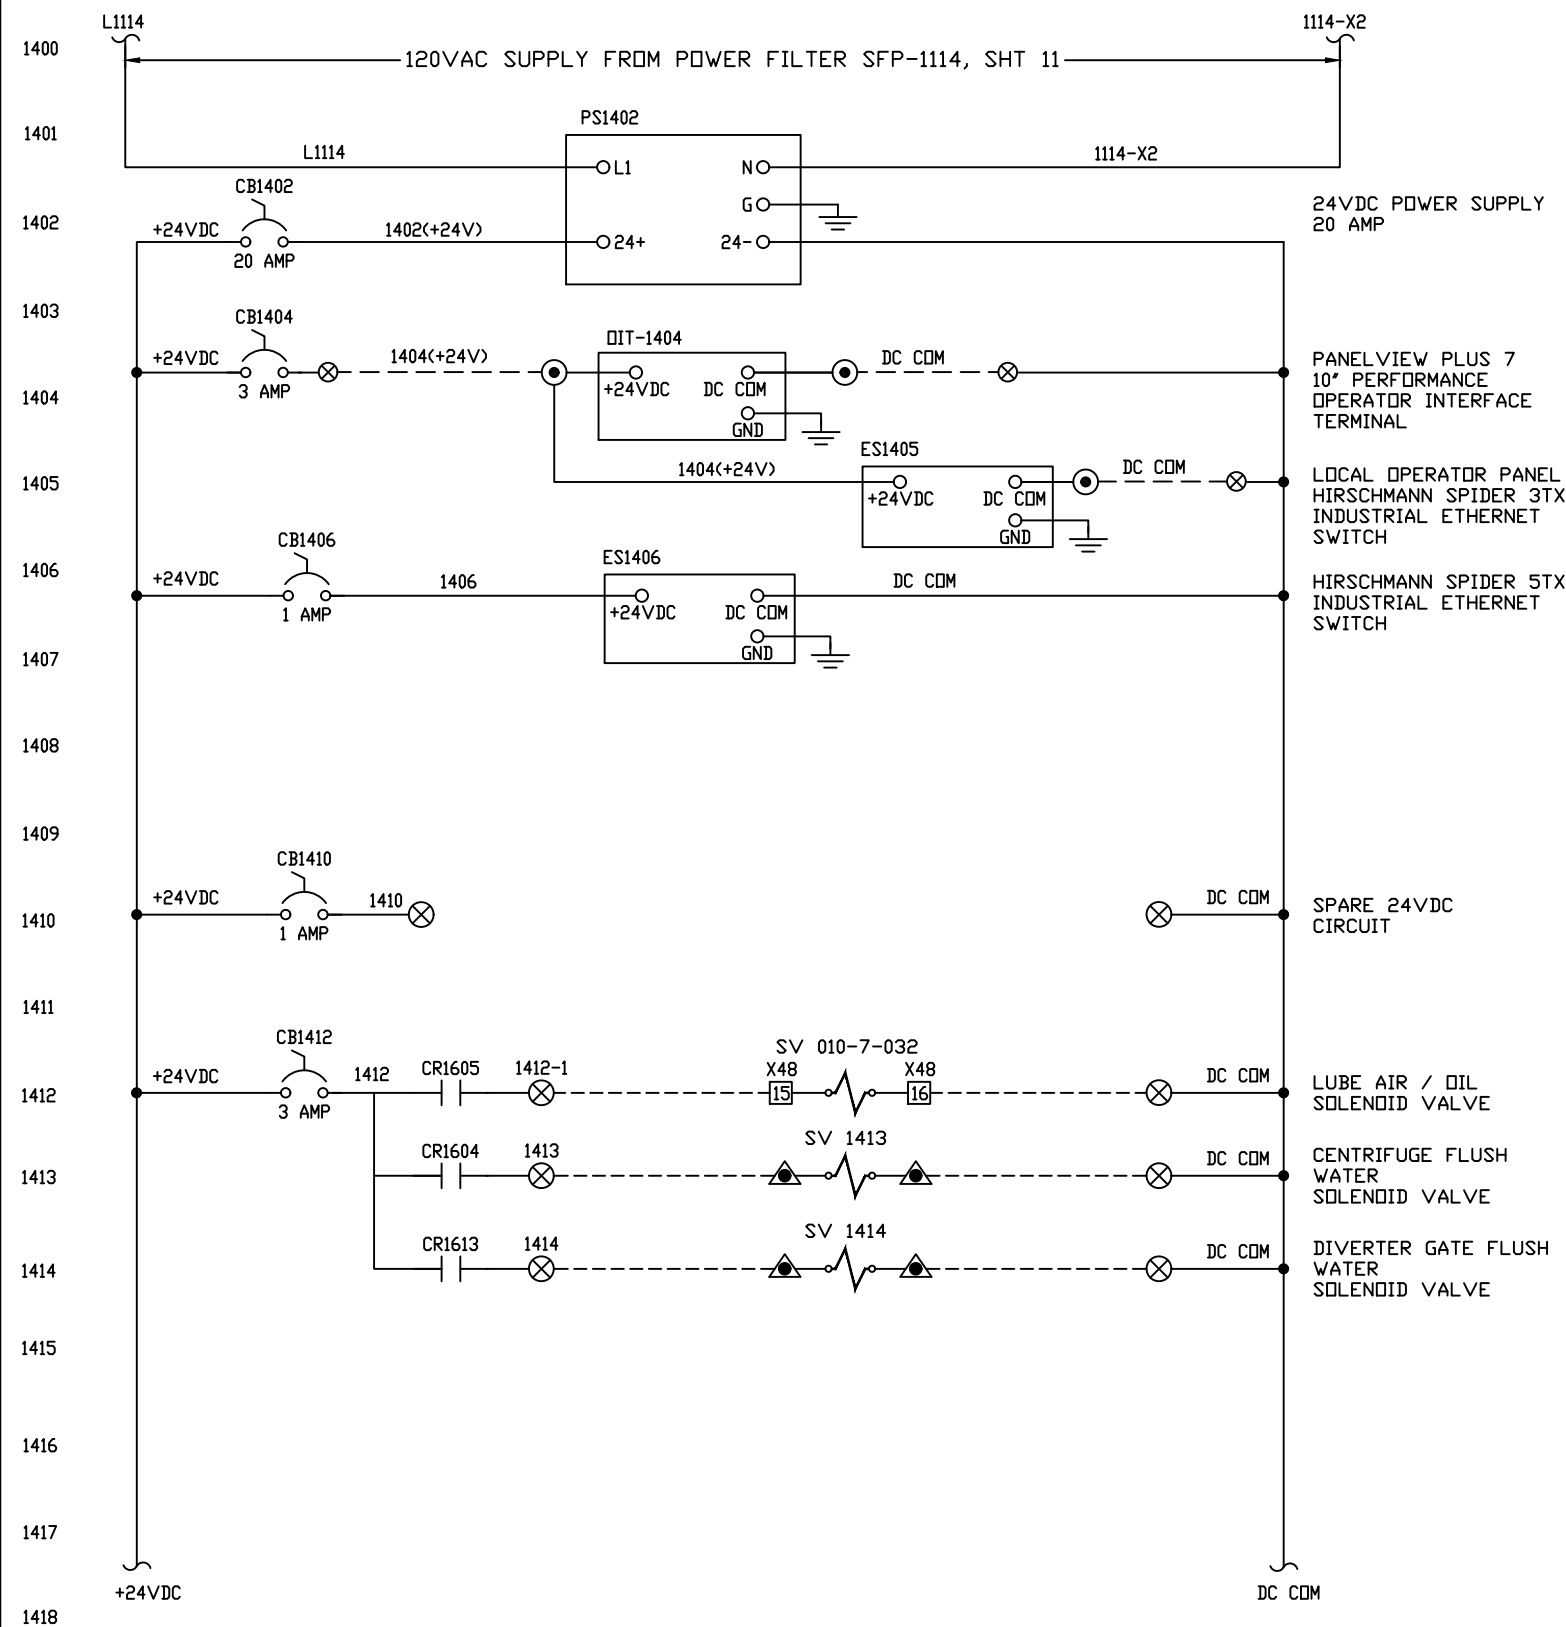 L1114
1114-X2
1400
120VAC SUPPLY FROM POWER FILTER SFP-1114, SHT 11
PS1402
1401
L1114
L1
N
1114-X2
CB1402
G
24VDC POWER SUPPLY
20 AMP
1402
+24VDC
1402(+24V)
24+
24-
20 AMP
1403
CB1404
OIT-1404
+24VDC
1404(+24V)
DC COM
PANELVIEW PLUS 7
10" PERFORMANCE
OPERATOR INTERFACE
TERMINAL
3 AMP
+24VDC
DC COM
1404
GND
ES1405
1404(+24V)
DC COM
1405
LOCAL OPERATOR PANEL
HIRSCHMANN SPIDER 3TX
INDUSTRIAL ETHERNET
SWITCH
+24VDC
DC COM
GND
CB1406
ES1406
1406
+24VDC
1406
DC COM
HIRSCHMANN SPIDER 5TX
INDUSTRIAL ETHERNET
SWITCH
1 AMP
+24VDC
DC COM
GND
1407
1408
1409
CB1410
+24VDC
1410
DC COM
SPARE 24VDC
CIRCUIT
1410
1 AMP
1411
CB1412
SV 010-7-032
+24VDC
1412
CR1605
1412-1
X48
X48
DC COM
LUBE AIR / OIL
SOLENOID VALVE
1412
15
16
3 AMP
SV 1413
CR1604
1413
DC COM
CENTRIFUGE FLUSH
WATER
SOLENOID VALVE
1413
SV 1414
CR1613
1414
DC COM
DIVERTER GATE FLUSH
WATER
SOLENOID VALVE
1414
1415
1416
1417
+24VDC
DC COM
1418